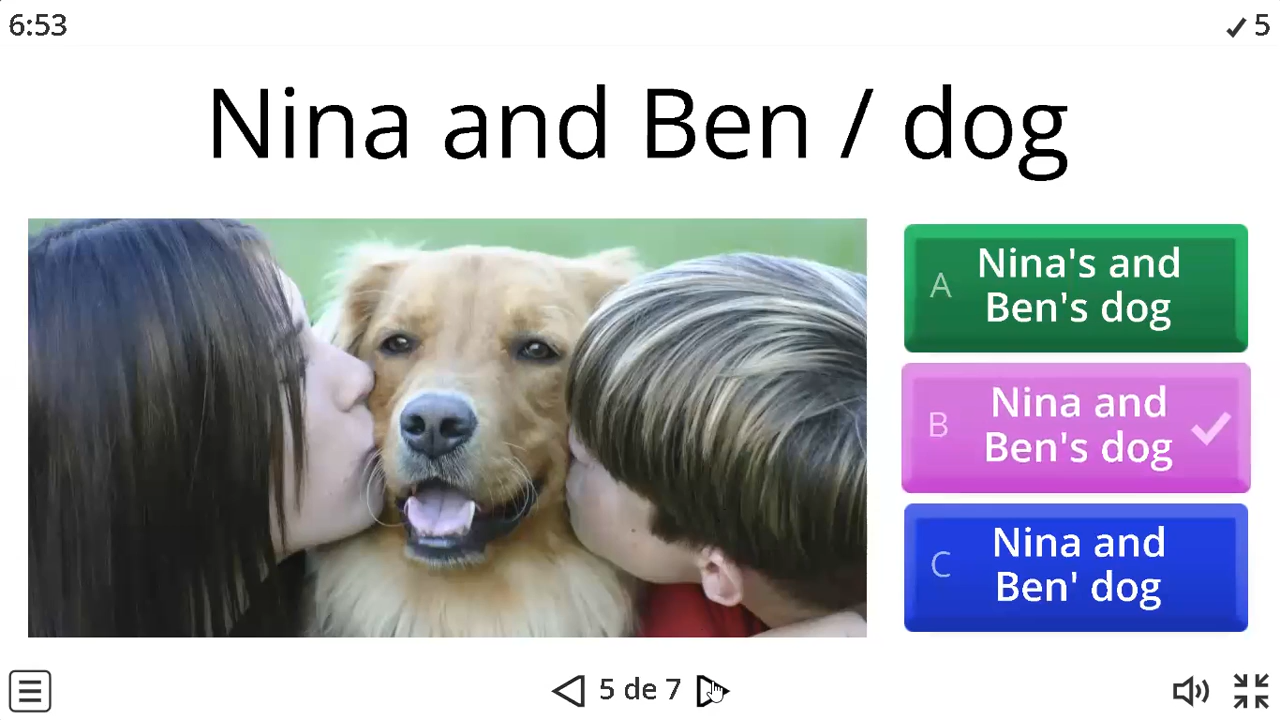 6:53
5
Nina and Ben / dog
A
Nina's and
Ben's dog
B
Nina and
Ben's dog
C
Nina and
Ben' dog
5 de 7